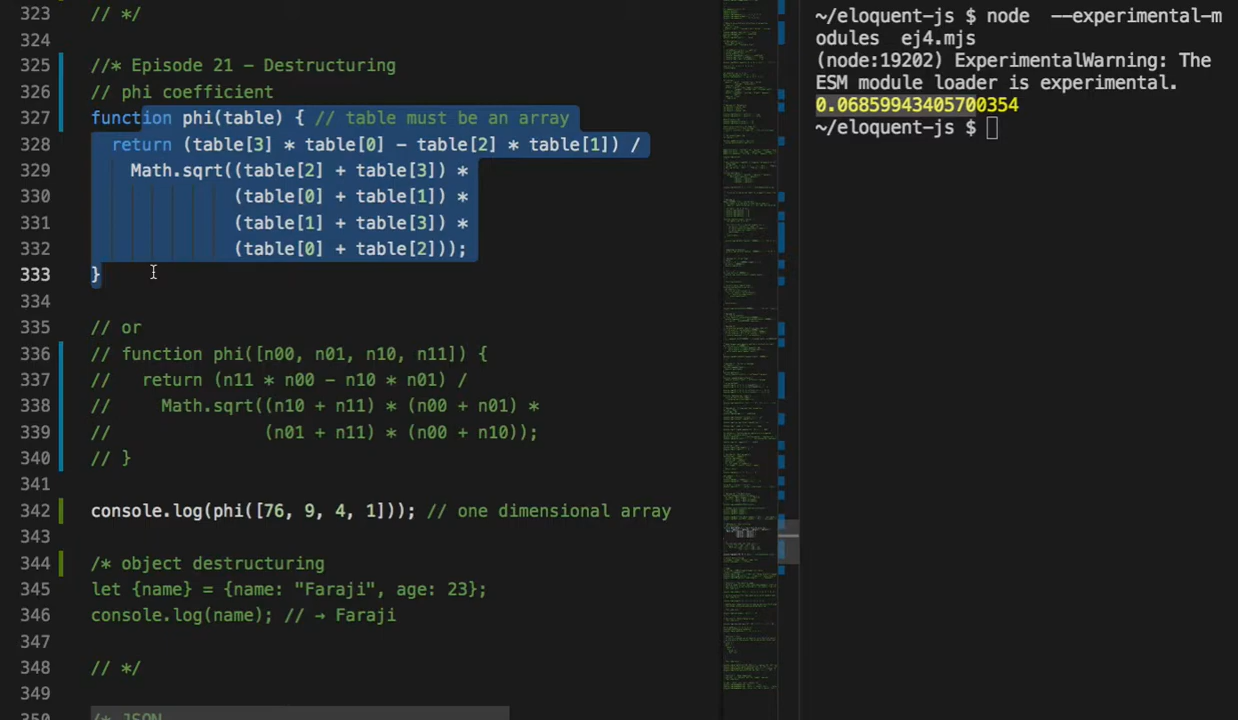 323 // */
324
325 //* Episode 21 - Destructuring
326 // phi coefficient
327 function phi(table) { // table must be an array
328   return (table[3] * table[0] - table[2] * table[1]) /
329     Math.sqrt((table[2] + table[3]) *
330               (table[0] + table[1]) *
331               (table[1] + table[3]) *
332               (table[0] + table[2]));
333 }
334
335 // or
336 // function phi([n00, n01, n10, n11]) {
337 //   return (n11 * n00 - n10 * n01) /
338 //     Math.sqrt((n10 + n11) * (n00 + n01) *
339 //               (n01 + n11) * (n00 + n10));
340 // }
341
342 console.log(phi([76, 9, 4, 1])); // one dimensional array
343
344 /* object destructuring
345 let {name} = {name: "Faraji", age: 23};
346 console.log(name); // → Faraji
347
348 // */
349
350 /* JSON
~/eloquent-js $ node  --experimental-m
odules  ej4.mjs
(node:19202) ExperimentalWarning: The
ESM module loader is experimental.
0.06859943405700354
~/eloquent-js $